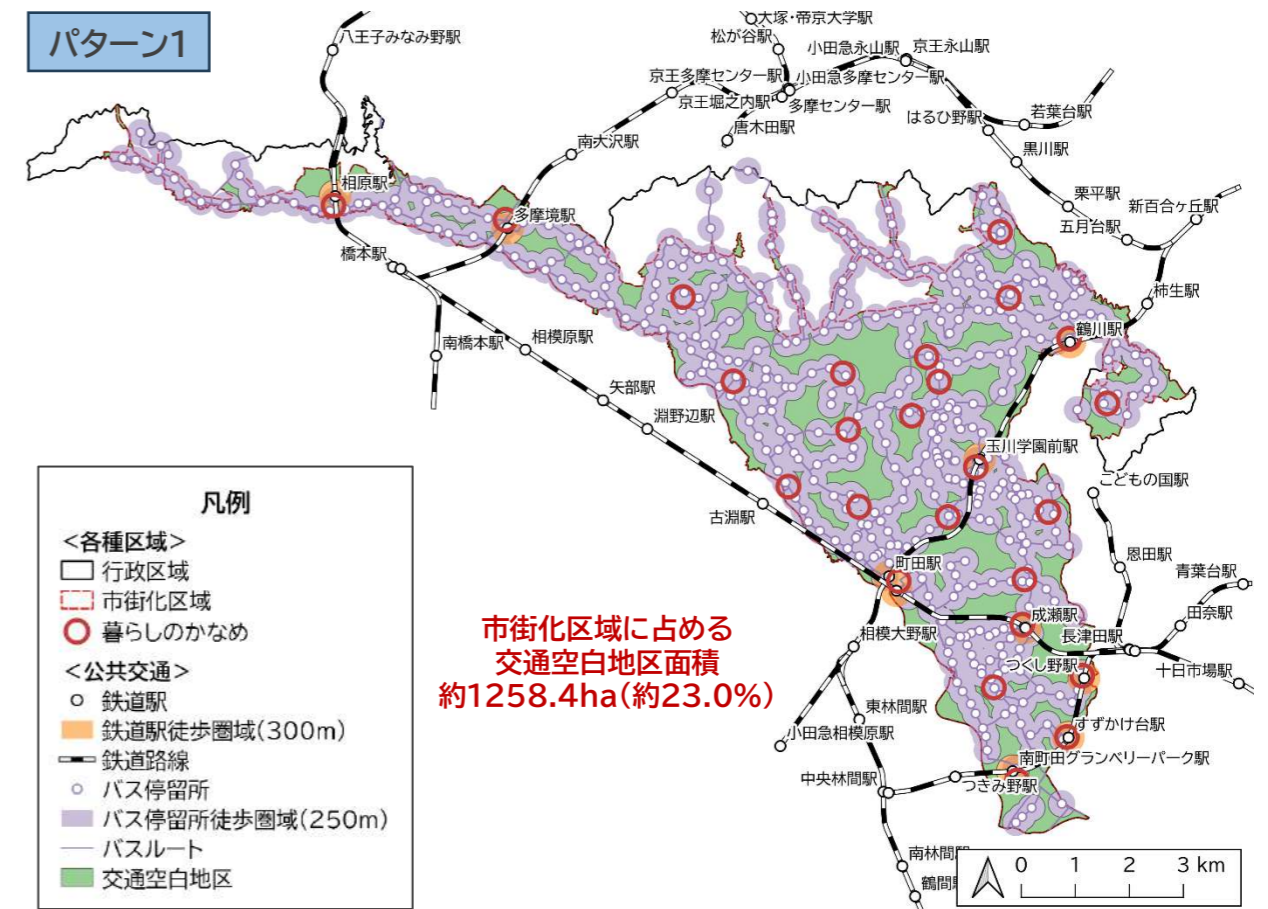 パターン1
大塚・帝京大学駅
八王子みなみ野駅
松が谷駅
小田急永山駅
京王永山駅
京王多摩センター駅
小田急多摩センター駅
京王堀之内駅
多摩センター駅
若葉台駅
はるひ野駅
唐木田駅
南大沢駅
黒川駅
相原駅
栗平駅
新百合ヶ丘駅
多摩境駅
五月台駅
橋本駅
柿生駅
鶴川駅
南橋本駅
相模原駅
矢部駅
淵野辺駅
玉川学園前駅
こどもの国駅
古淵駅
恩田駅
町田駅
青葉台駅
成瀬駅
田奈駅
相模大野駅
長津田駅
つくし野駅
十日市場駅
東林間駅
すずかけ台駅
小田急相模原駅
南町田グランベリーパーク駅
中央林間駅
つきみ野駅
南林間駅
鶴間
市街化区域に占める
交通空白地区面積
約1258.4ha(約23.0%)
凡例
<各種区域>
行政区域
市街化区域
暮らしのかなめ
<公共交通>
鉄道駅
鉄道駅徒歩圏域(300m)
鉄道路線
バス停留所
バス停留所徒歩圏域(250m)
バスルート
交通空白地区
0 1 2 3 km